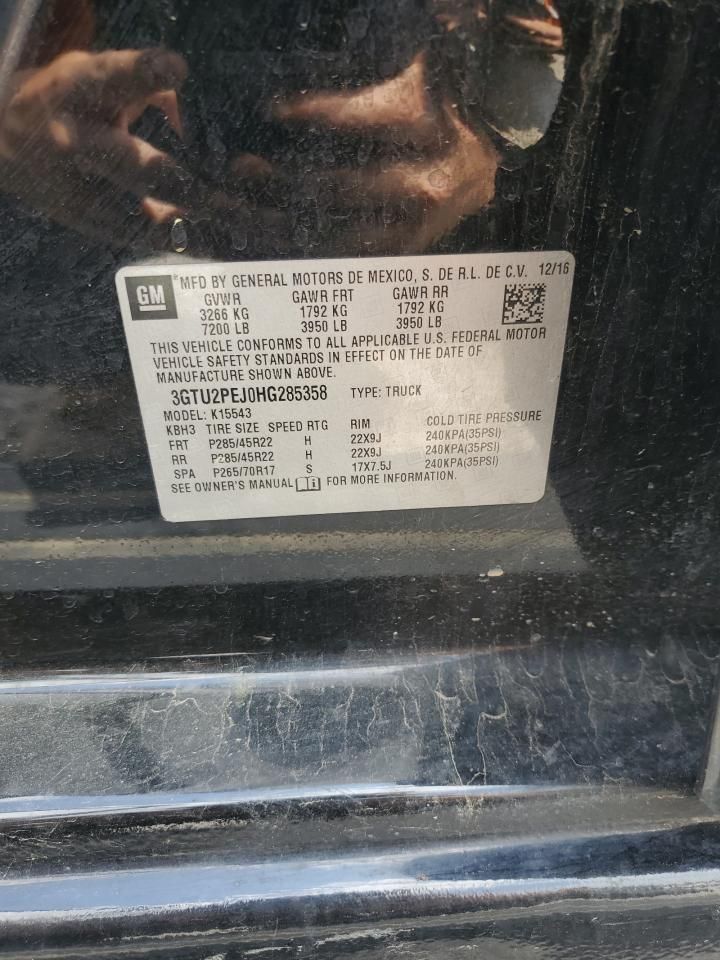 GM ® MFD BY GENERAL MOTORS DE MEXICO, S. DE R.L. DE C.V. 12/16
GVWR GAWR FRT GAWR RR
3266 KG 1792 KG 1792 KG
7200 LB 3950 LB 3950 LB
THIS VEHICLE CONFORMS TO ALL APPLICABLE U.S. FEDERAL MOTOR
VEHICLE SAFETY STANDARDS IN EFFECT ON THE DATE OF
MANUFACTURE SHOWN ABOVE.
3GTU2PEJ0HG285358 TYPE: TRUCK
MODEL: K15543
KBH3 TIRE SIZE SPEED RTG RIM COLD TIRE PRESSURE
FRT P285/45R22 H 22X9J 240KPA(35PSI)
RR P285/45R22 H 22X9J 240KPA(35PSI)
SPA P265/70R17 S 17X7.5J 240KPA(35PSI)
SEE OWNER'S MANUAL i FOR MORE INFORMATION.